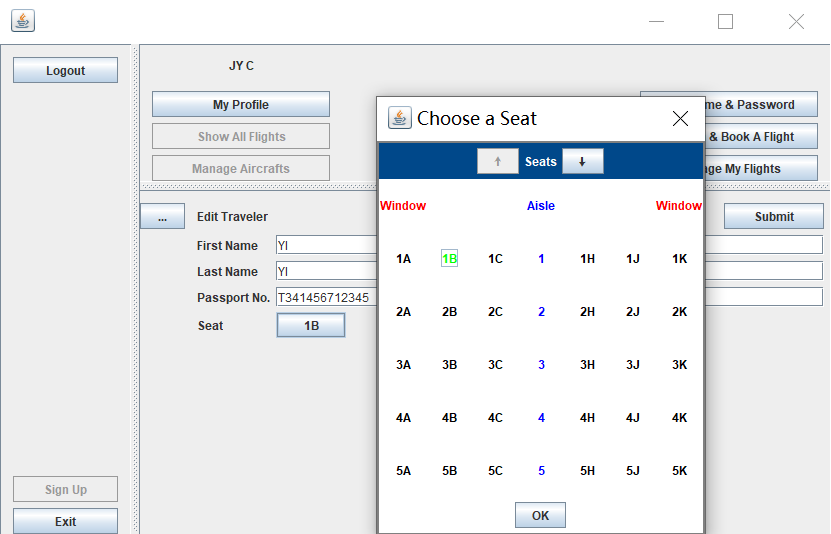 Logout
JY C
My Profile
Show All Flights
Manage Aircrafts
& Password
& Book A Flight
My Flights
...
Edit Traveler
Submit
First Name YI
Last Name YI
Passport No. T341456712345
Seat 1B
Sign Up
Exit
Choose a Seat
Seats
Window Aisle Window
1A 1B 1C 1 1H 1J 1K
2A 2B 2C 2 2H 2J 2K
3A 3B 3C 3 3H 3J 3K
4A 4B 4C 4 4H 4J 4K
5A 5B 5C 5 5H 5J 5K
OK